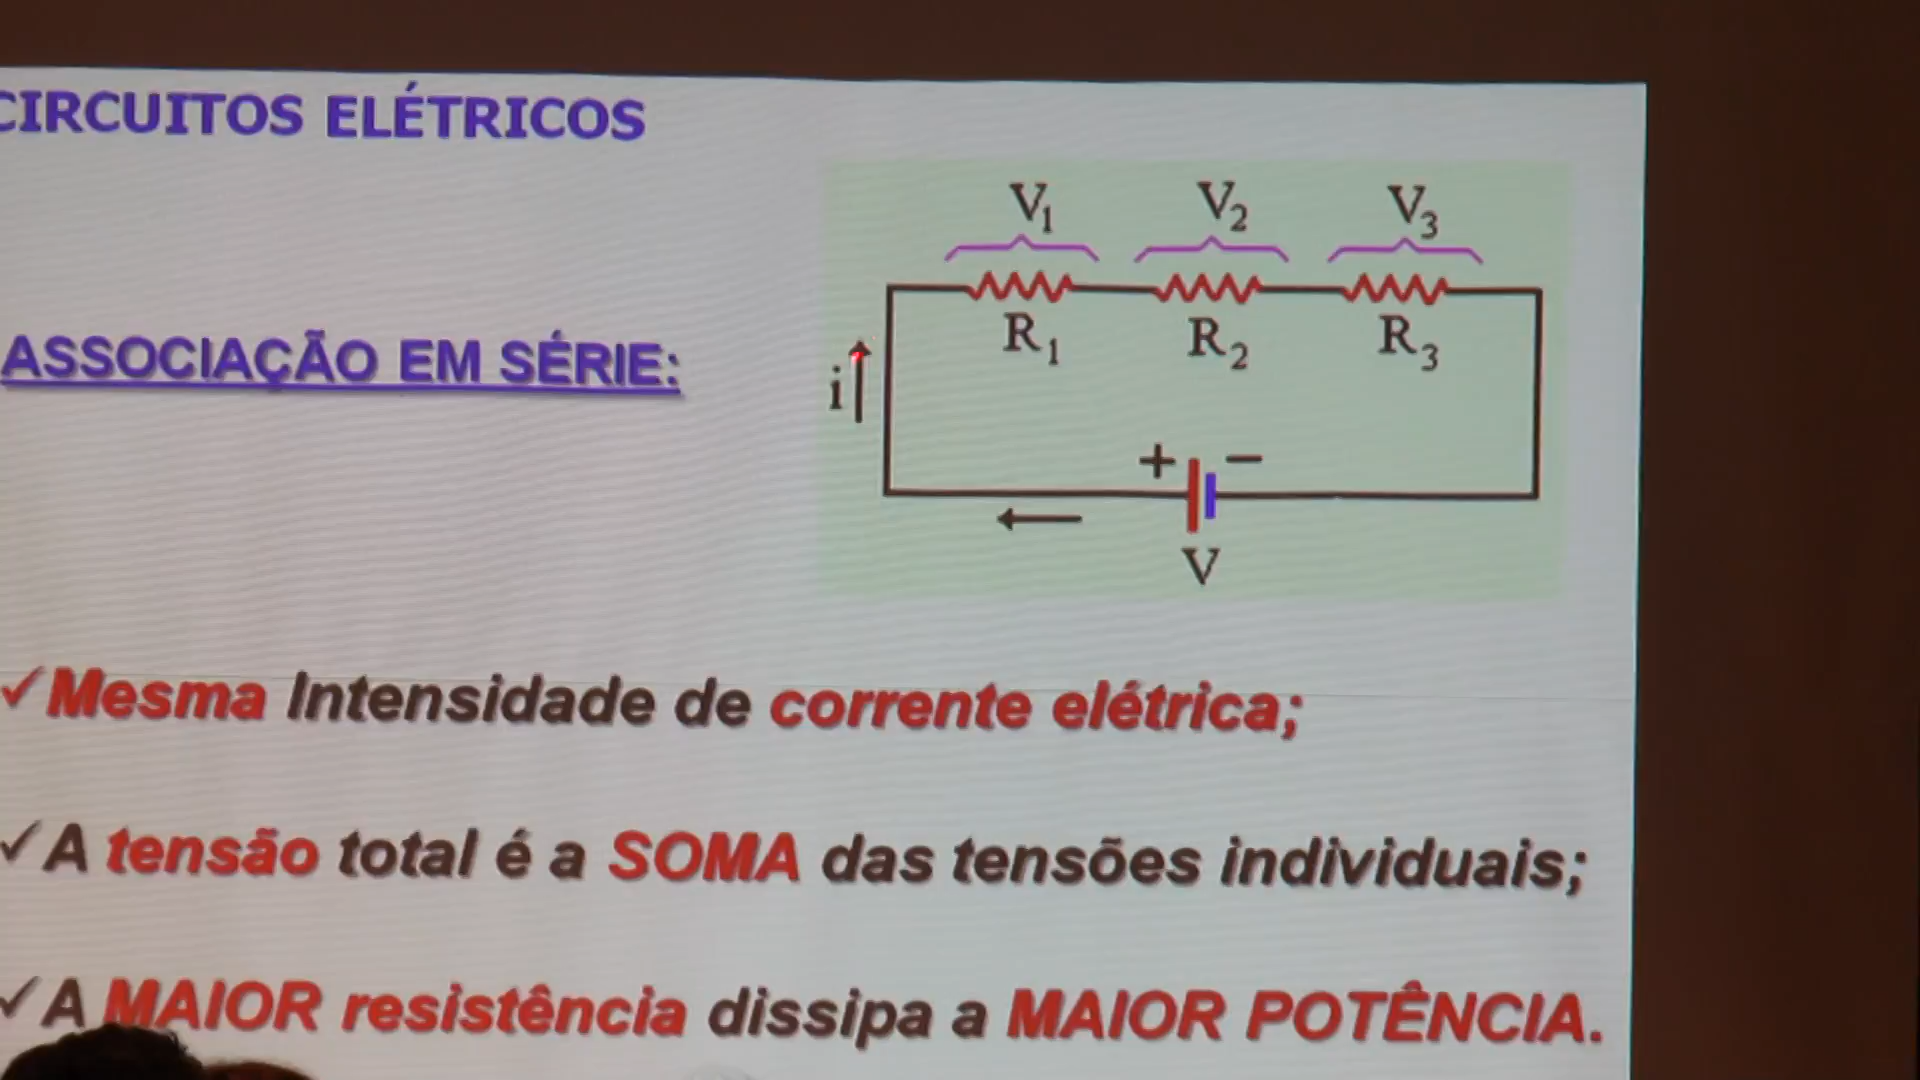 CIRCUITOS ELÉTRICOS
V1 V2 V3
R1 R2 R3
ASSOCIAÇÃO EM SÉRIE:
i
+ −
V
✓Mesma Intensidade de corrente elétrica;
✓A tensão total é a SOMA das tensões individuais;
✓A MAIOR resistência dissipa a MAIOR POTÊNCIA.